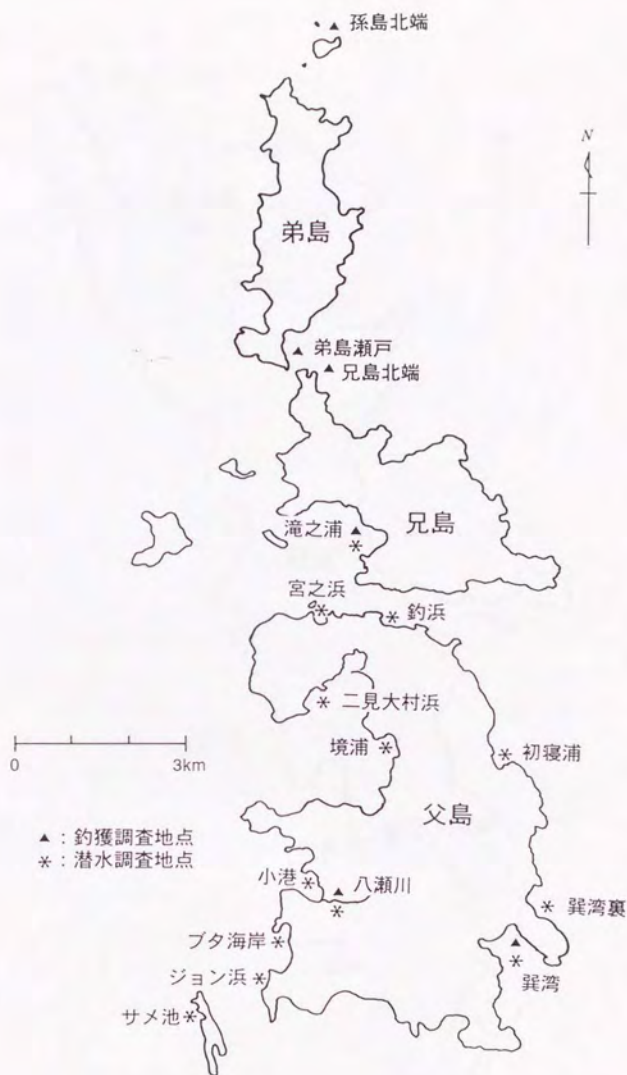 ▲ 孫島北端
N
弟島
▲ 弟島瀬戸
▲ 兄島北端
滝之浦 ▲
*
兄島
宮之浜
*
* 釣浜
* 二見大村浜
境浦 *
* 初寝浦
0 3km
父島
▲ : 釣獲調査地点
* : 潜水調査地点
小港 *
▲ 八瀬川
*
* 巽湾裏
ブタ海岸 *
▲
*
巽湾
ジョン浜 *
サメ池 *